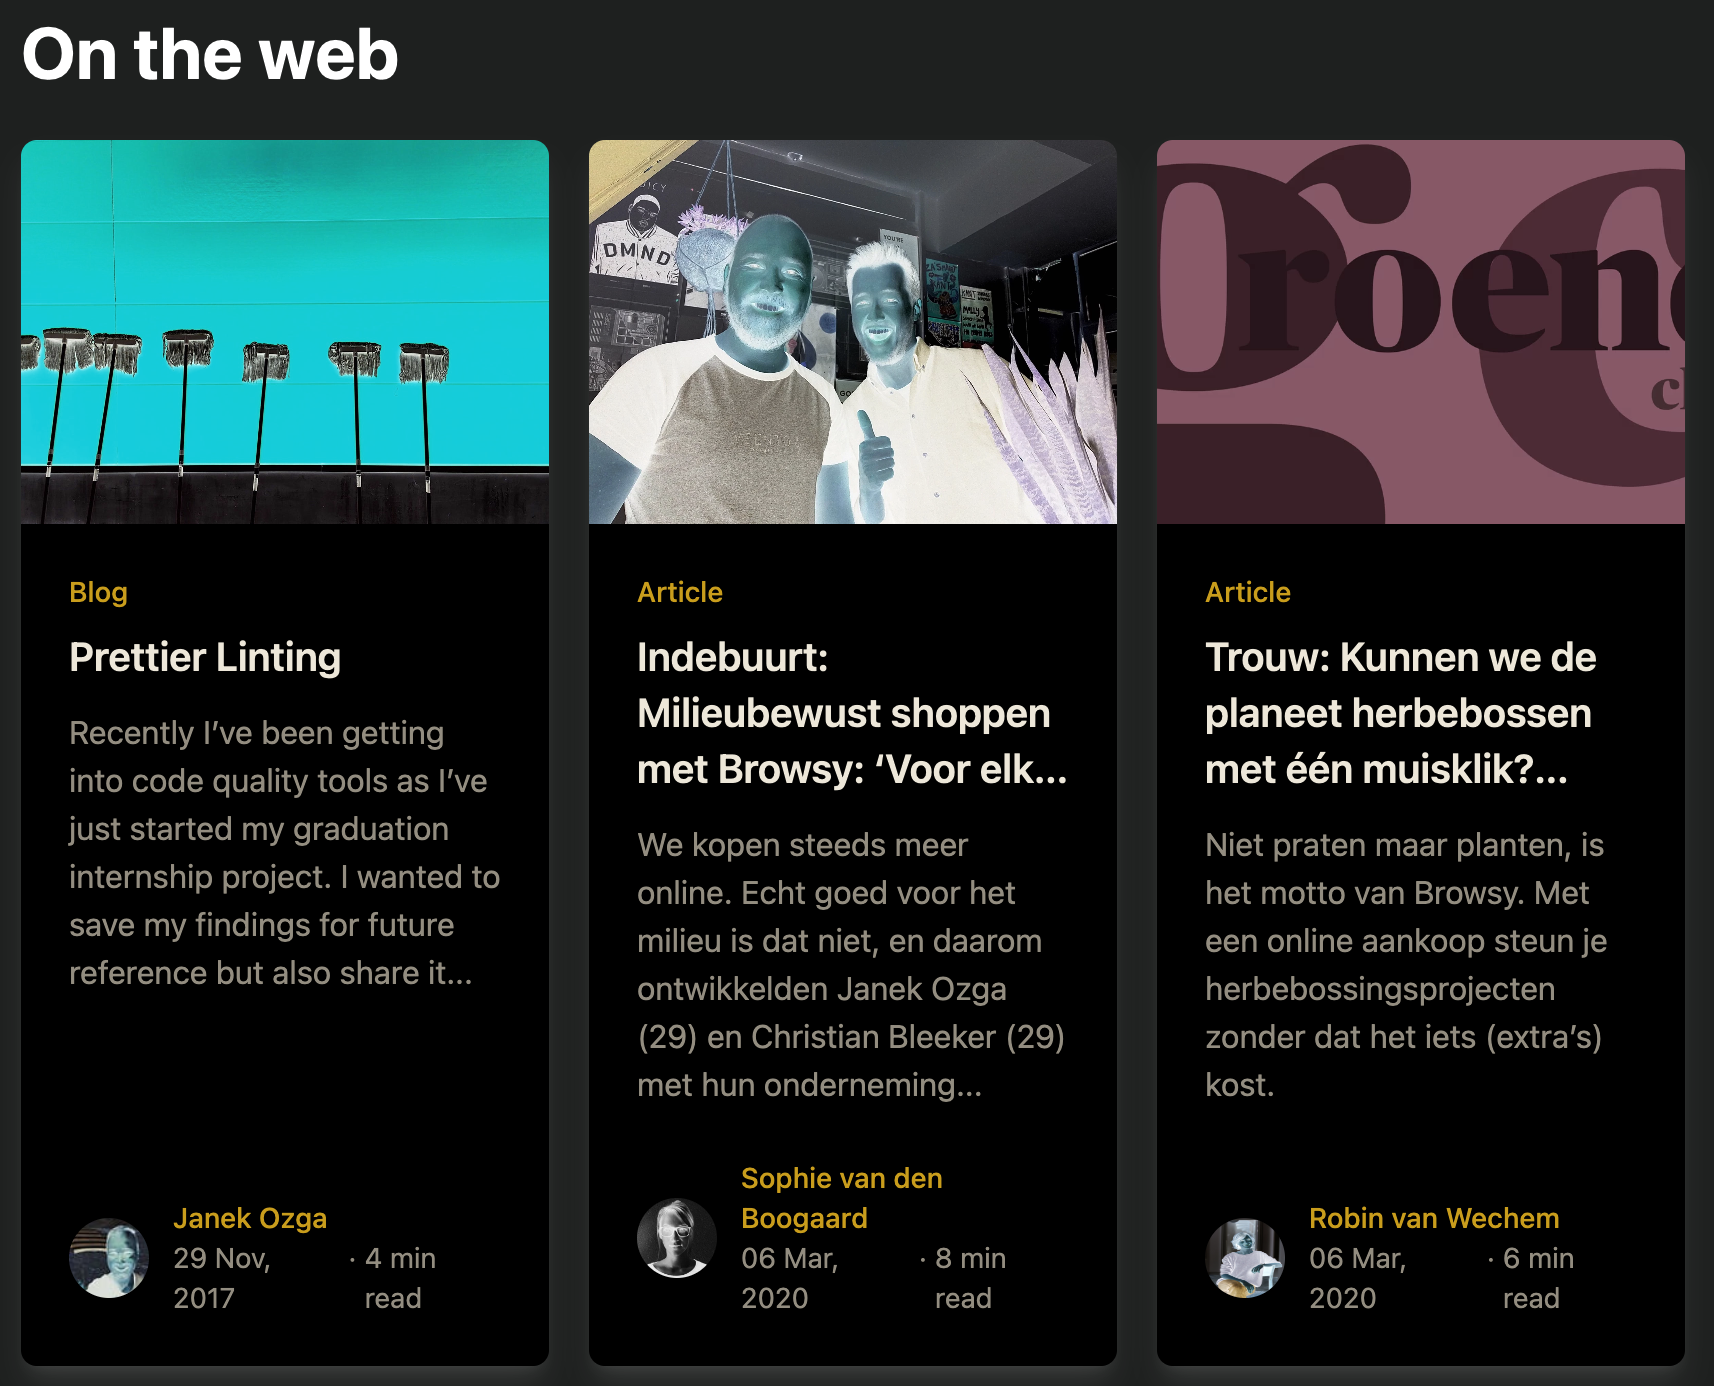 On the web
JUICY
DMND
YOU'RE
roen
Blog
Prettier Linting
Recently I’ve been getting
into code quality tools as I’ve
just started my graduation
internship project. I wanted to
save my findings for future
reference but also share it...
Janek Ozga
29 Nov,
2017
· 4 min
read
Article
Indebuurt:
Milieubewust shoppen
met Browsy: ‘Voor elk...
We kopen steeds meer
online. Echt goed voor het
milieu is dat niet, en daarom
ontwikkelden Janek Ozga
(29) en Christian Bleeker (29)
met hun onderneming...
Sophie van den
Boogaard
06 Mar,
2020
· 8 min
read
Article
Trouw: Kunnen we de
planeet herbebossen
met één muisklik?...
Niet praten maar planten, is
het motto van Browsy. Met
een online aankoop steun je
herbebossingsprojecten
zonder dat het iets (extra’s)
kost.
Robin van Wechem
06 Mar,
2020
· 6 min
read